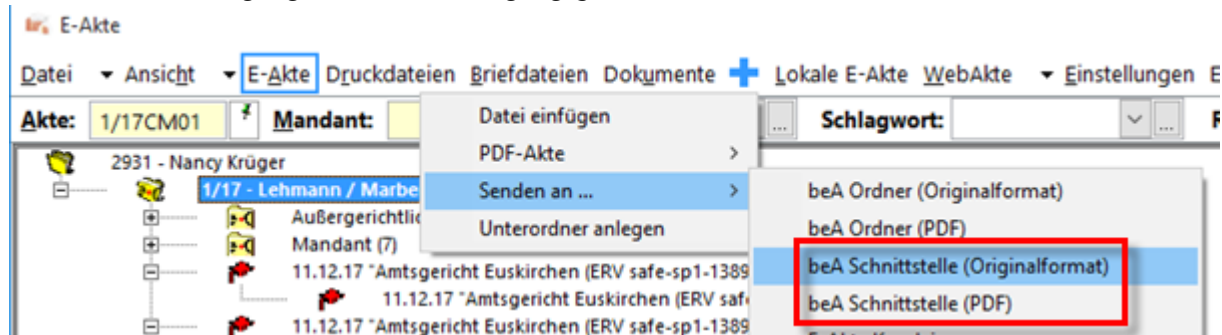 E-Akte
Datei Ansicht E-Akte Druckdateien Briefdateien Dokumente Lokale E-Akte WebAkte Einstellungen E
Akte: 1/17CM01 Mandant: ... Schlagwort: ...
2931 - Nancy Krüger
Datei einfügen
PDF-Akte
1/17 - Lehmann / Marbe
Senden an ...
beA Ordner (Originalformat)
Außergerichtlic
Unterordner anlegen
beA Ordner (PDF)
Mandant (7)
11.12.17 "Amtsgericht Euskirchen (ERV safe-sp1-1389
beA Schnittstelle (Originalformat)
11.12.17 "Amtsgericht Euskirchen (ERV safe
beA Schnittstelle (PDF)
11.12.17 "Amtsgericht Euskirchen (ERV safe-sp1-1389